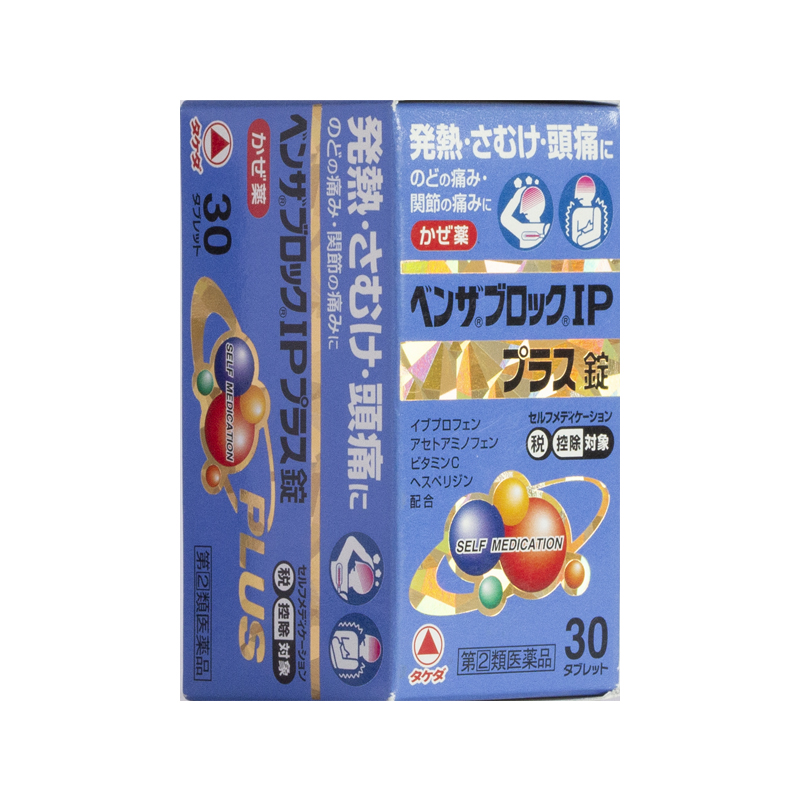 発熱・さむけ・頭痛に
のどの痛み・関節の痛みに
ベンザ®ブロック®IPプラス錠
かぜ薬
タケダ
30
タブレット
SELF MEDICATION
PLUS
セルフメディケーション
税 控除 対象
第②類医薬品
発熱・さむけ・頭痛に
のどの痛み・
関節の痛みに
かぜ薬
ベンザ®ブロック®IP
プラス錠
イブプロフェン
アセトアミノフェン
ビタミンC
ヘスペリジン
配合
セルフメディケーション
税 控除 対象
SELF MEDICATION
タケダ
第②類医薬品
30
タブレット